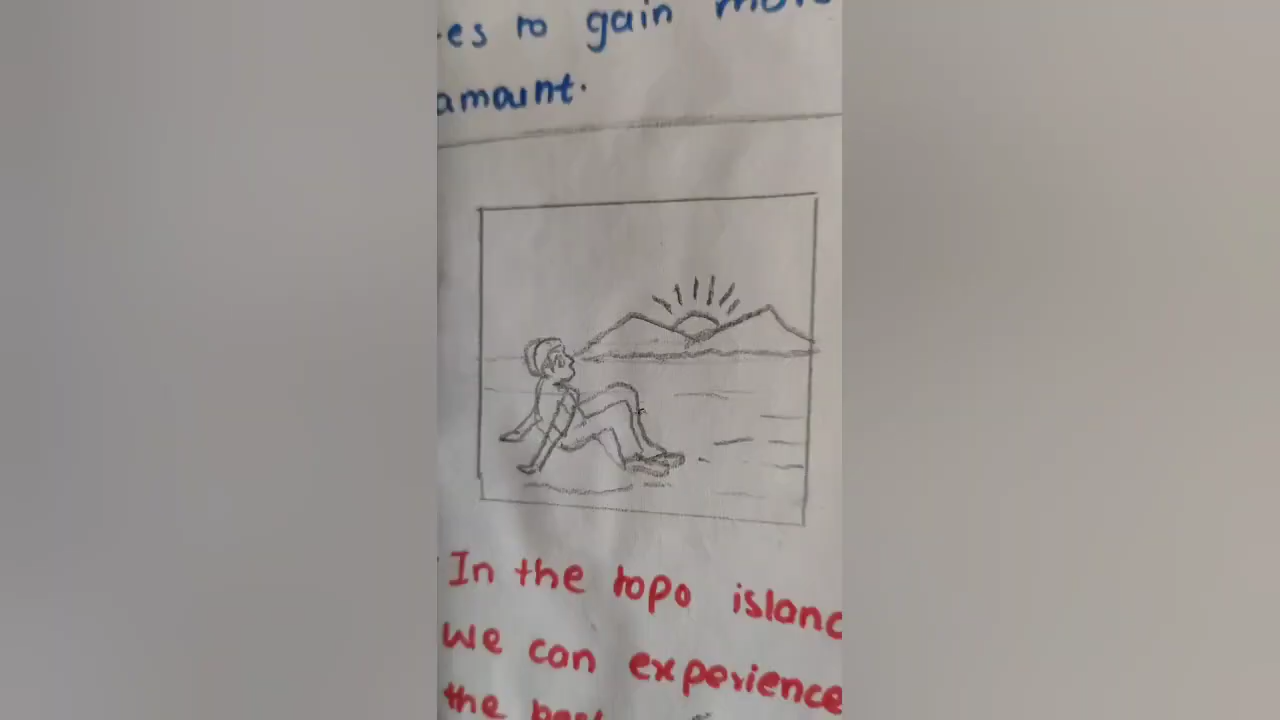 es to gain
amount.
In the topo islanc
we can experience
the